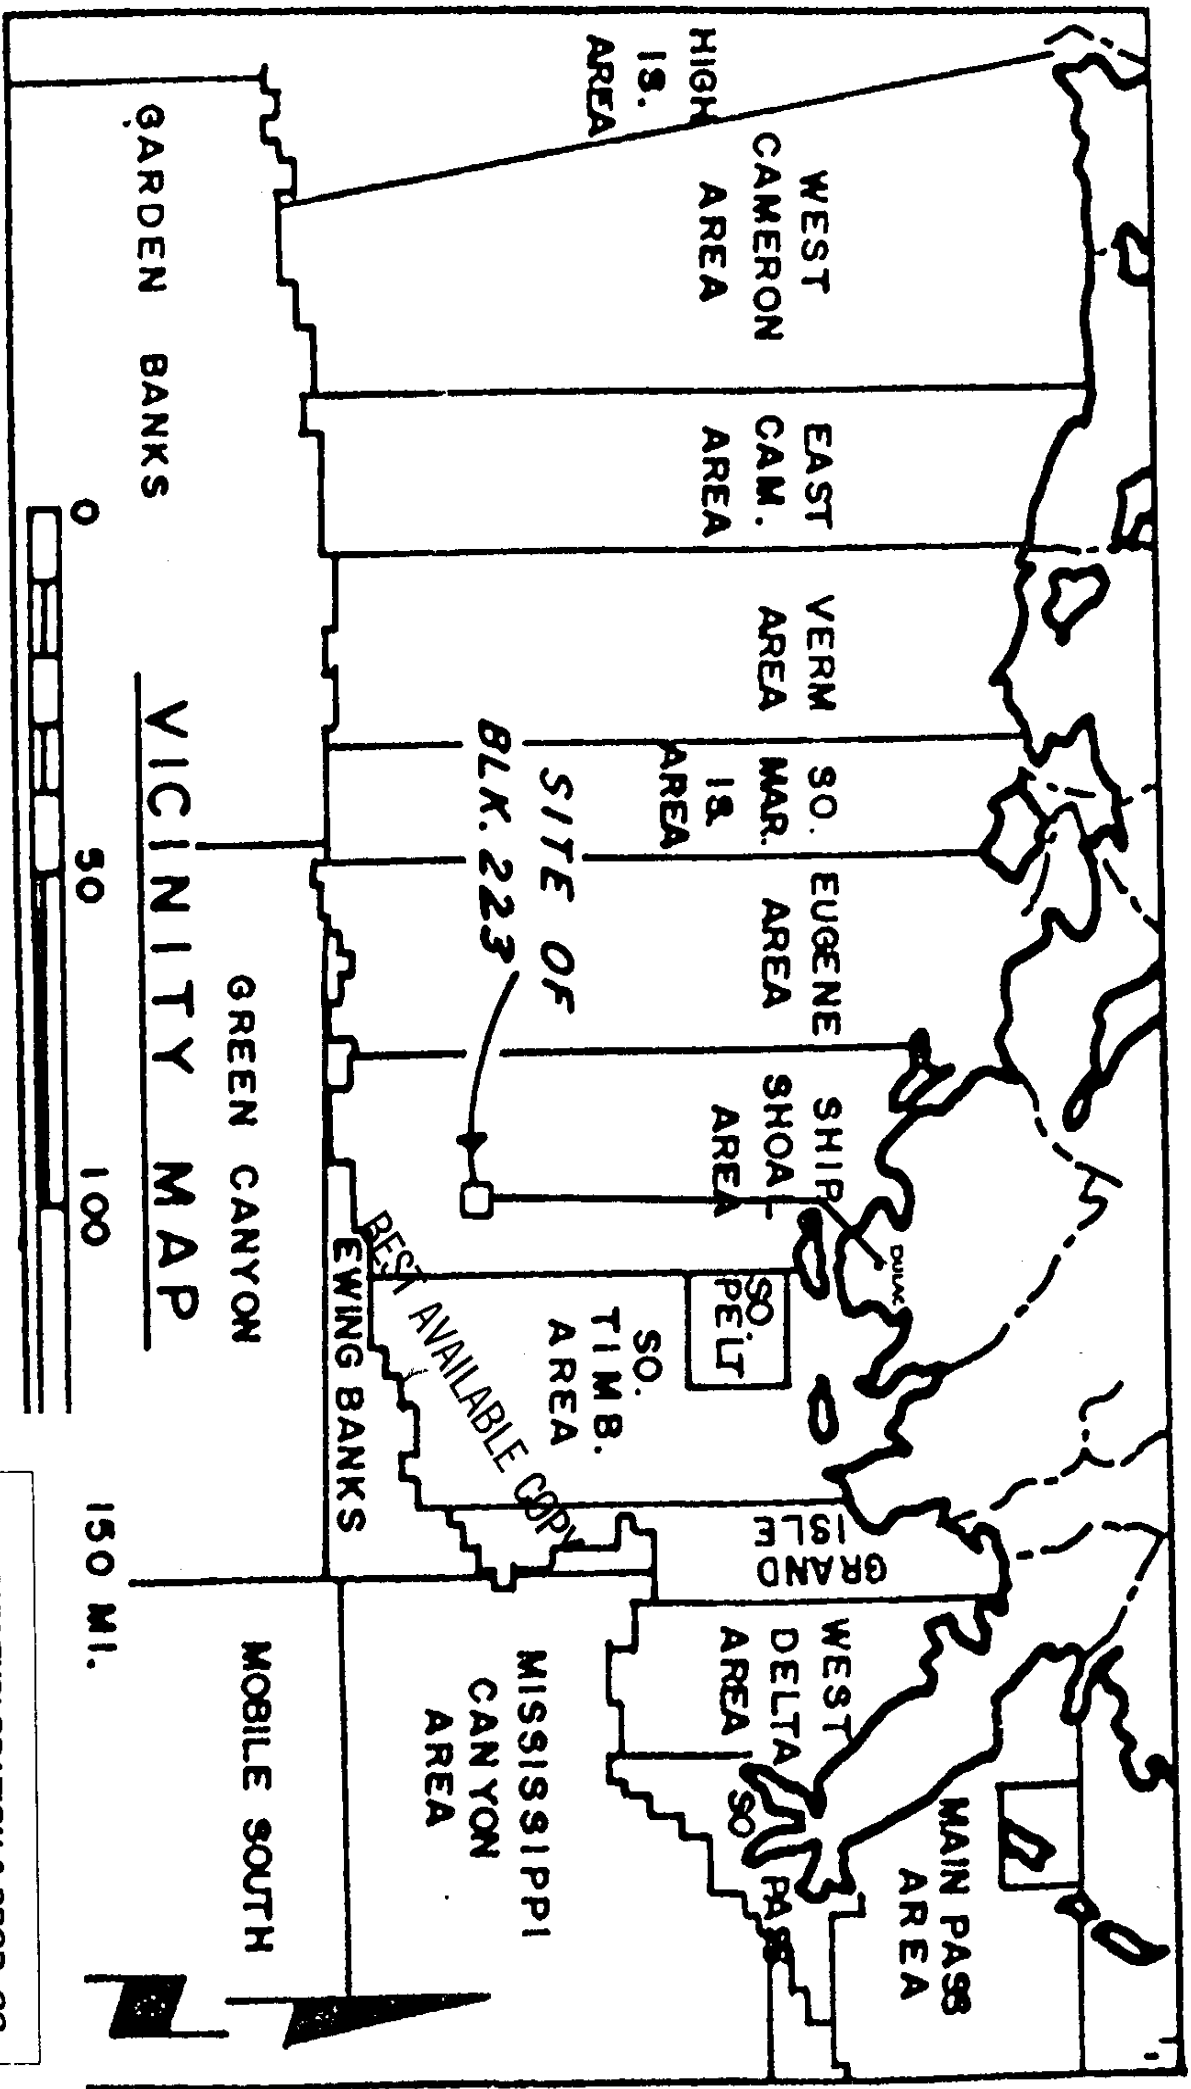 HIGH
IS.
AREA
WEST
CAMERON
AREA
EAST
CAM.
AREA
VERM
AREA
SO.
MAR.
IS.
AREA
EUGENE
AREA
SHIP
SHOAL
AREA
DULAC
SO.
PELT
SO.
TIMB.
AREA
GRAND
ISLE
WEST
DELTA
AREA
SO
PASS
MAIN PASS
AREA
SITE OF
BLK. 223
MISSISSIPPI
CANYON
AREA
EWING BANKS
BEST AVAILABLE COPY
GARDEN BANKS
GREEN CANYON
MOBILE SOUTH
VICINITY MAP
0 50 100 150 MI.